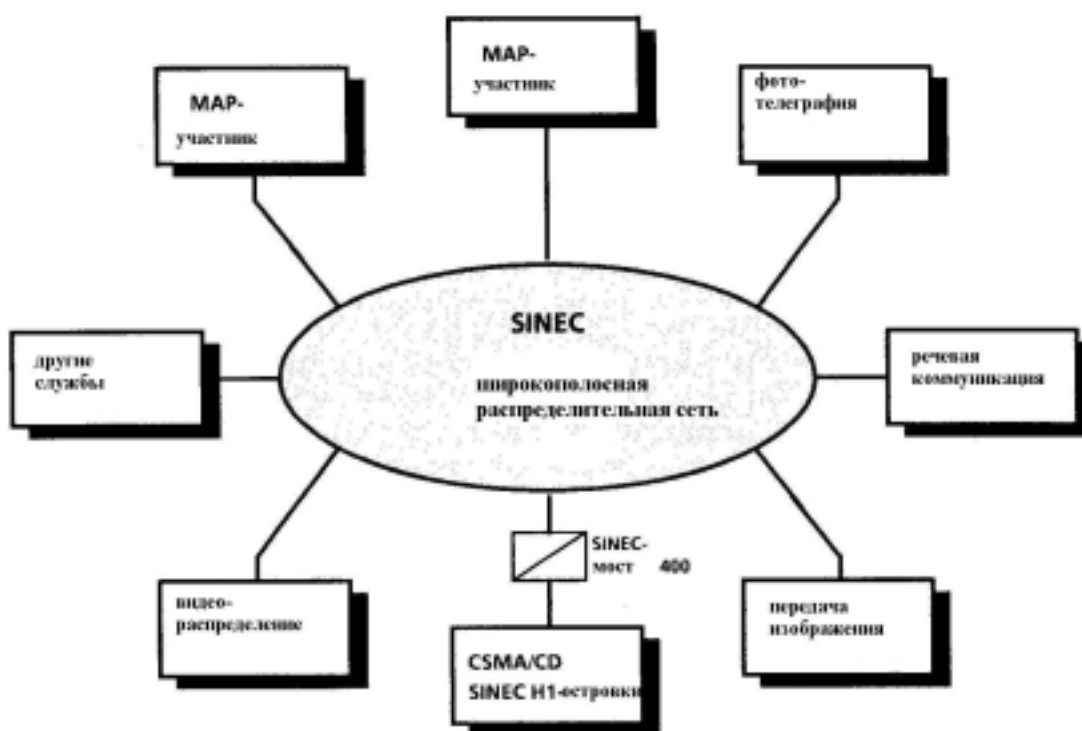 MAP-
участник
MAP-
участник
фото-
телеграфия
другие
службы
SINEC
широкополосная
распределительная сеть
речевая
коммуникация
SINEC-
мост 400
видео-
распределение
CSMA/CD
SINEC H1-островки
передача
изображения